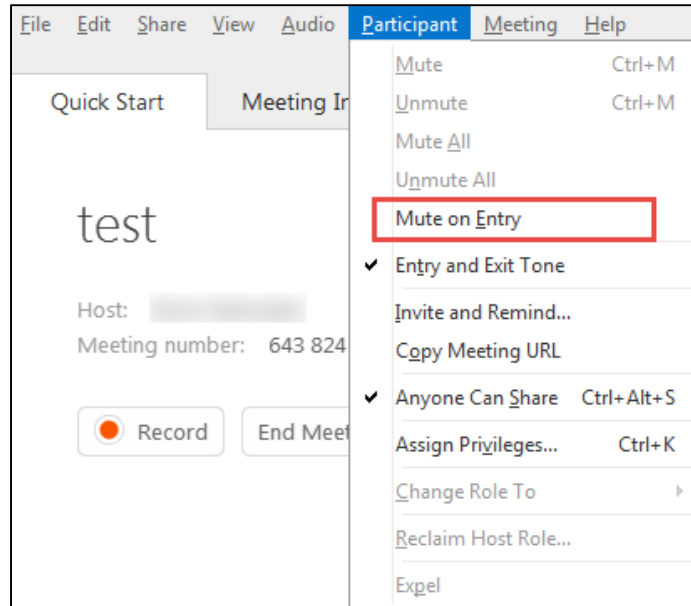 File Edit Share View Audio Participant Meeting Help
Quick Start Meeting In
test
Host:
Meeting number: 643 824
Record End Meet
Mute Ctrl+M
Unmute Ctrl+M
Mute All
Unmute All
Mute on Entry
Entry and Exit Tone
Invite and Remind...
Copy Meeting URL
Anyone Can Share Ctrl+Alt+S
Assign Privileges... Ctrl+K
Change Role To
Reclaim Host Role...
Expel